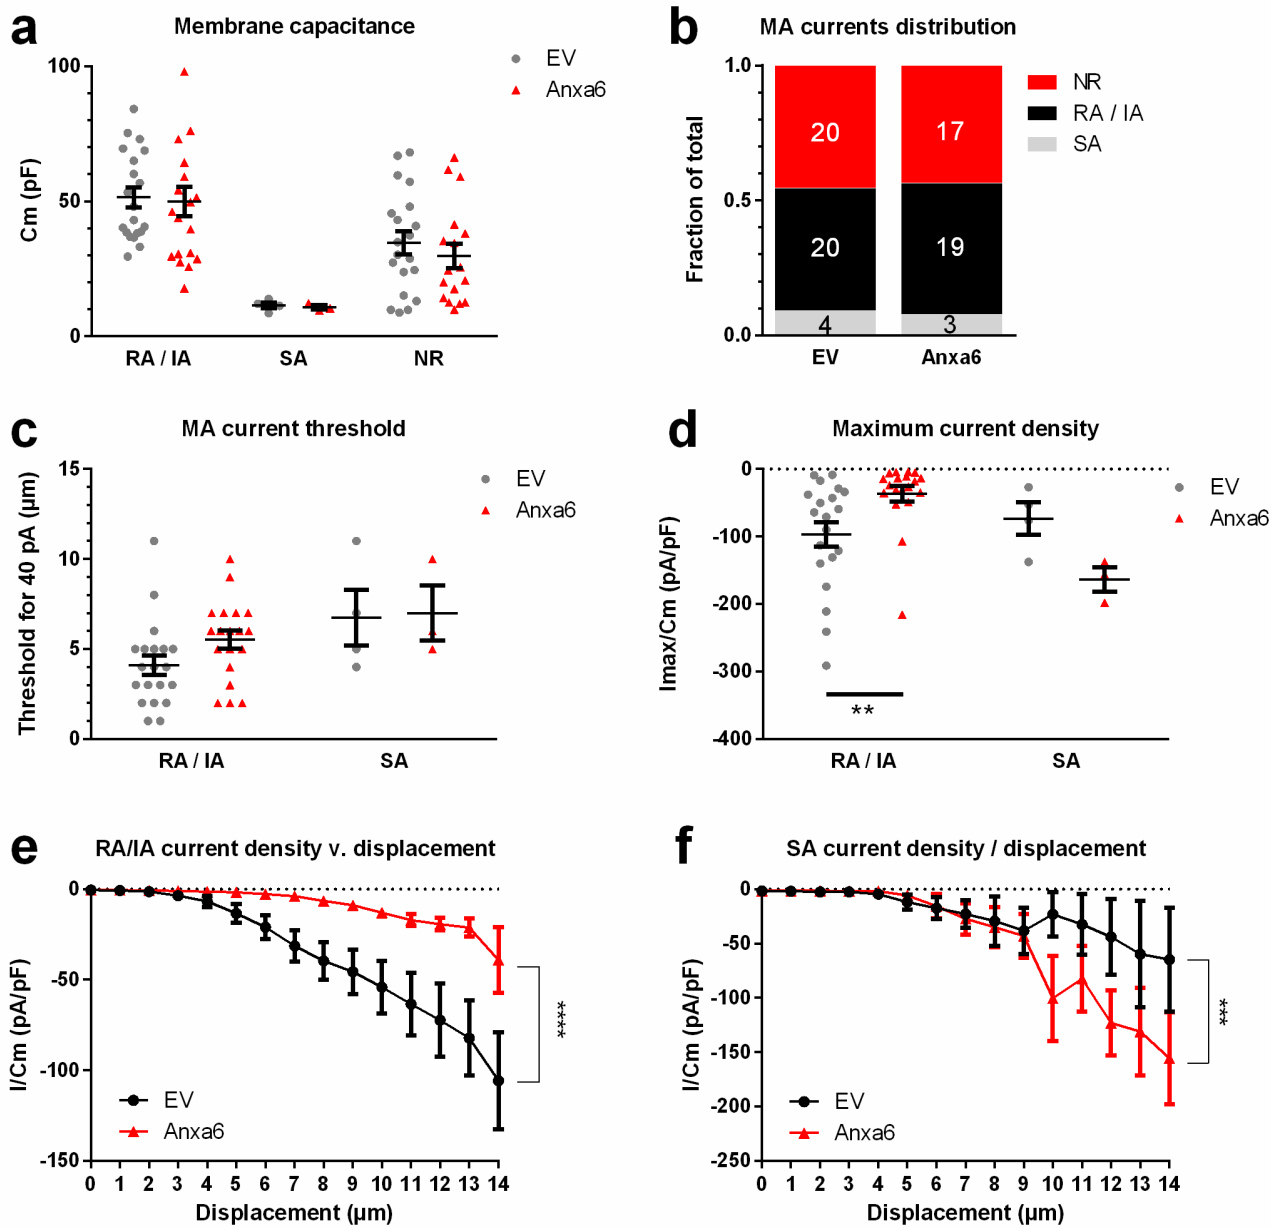 a
Membrane capacitance
EV
Anxa6
Cm (pF)
100
50
0
RA / IA
SA
NR
b
MA currents distribution
NR
RA / IA
SA
Fraction of total
1.0
0.5
0.0
20
17
20
19
4
3
EV
Anxa6
c
MA current threshold
EV
Anxa6
Threshold for 40 pA (μm)
15
10
5
0
RA / IA
SA
d
Maximum current density
EV
Anxa6
Imax/Cm (pA/pF)
0
-100
-200
-300
-400
**
RA / IA
SA
e
RA/IA current density v. displacement
I/Cm (pA/pF)
0
-50
-100
-150
****
EV
Anxa6
0 1 2 3 4 5 6 7 8 9 10 11 12 13 14
Displacement (μm)
f
SA current density / displacement
I/Cm (pA/pF)
0
-50
-100
-150
-200
-250
***
EV
Anxa6
0 1 2 3 4 5 6 7 8 9 10 11 12 13 14
Displacement (μm)